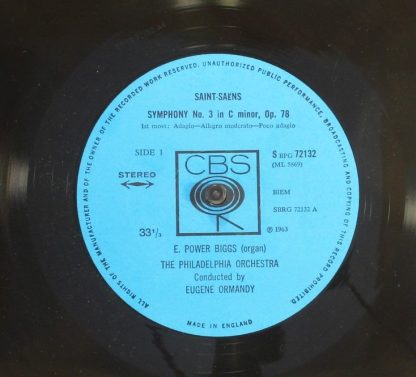 ALL RIGHTS OF THE MANUFACTURER AND OF THE OWNER OF THE RECORDED WORK RESERVED. UNAUTHORIZED PUBLIC PERFORMANCE, BROADCASTING AND COPYING OF THIS RECORD PROHIBITED.
SAINT-SAENS
SYMPHONY No. 3 in C minor, Op. 78
1st movt: Adagio—Allegro moderato—Poco adagio
SIDE 1
S BPG 72132
(ML 5869)
STEREO
CBS
BIEM
SBRG 72132 A
33 1/3
℗ 1963
E. POWER BIGGS (organ)
THE PHILADELPHIA ORCHESTRA
Conducted by
EUGENE ORMANDY
MADE IN ENGLAND